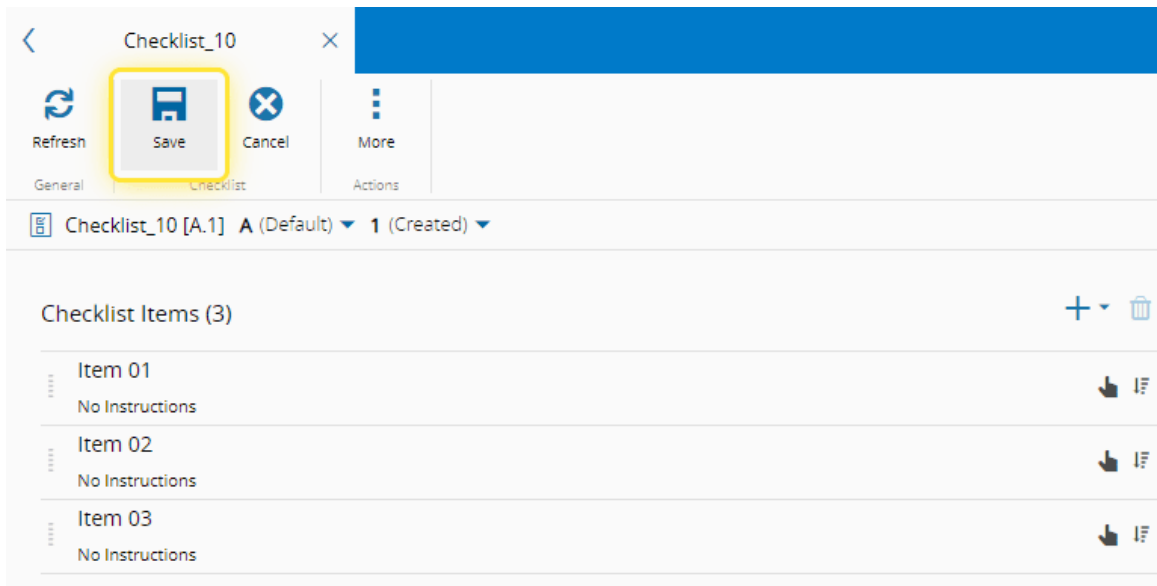 Checklist_10
Refresh Save Cancel More
General Checklist Actions
Checklist_10 [A.1] A (Default) 1 (Created)
Checklist Items (3)
Item 01
No Instructions
Item 02
No Instructions
Item 03
No Instructions